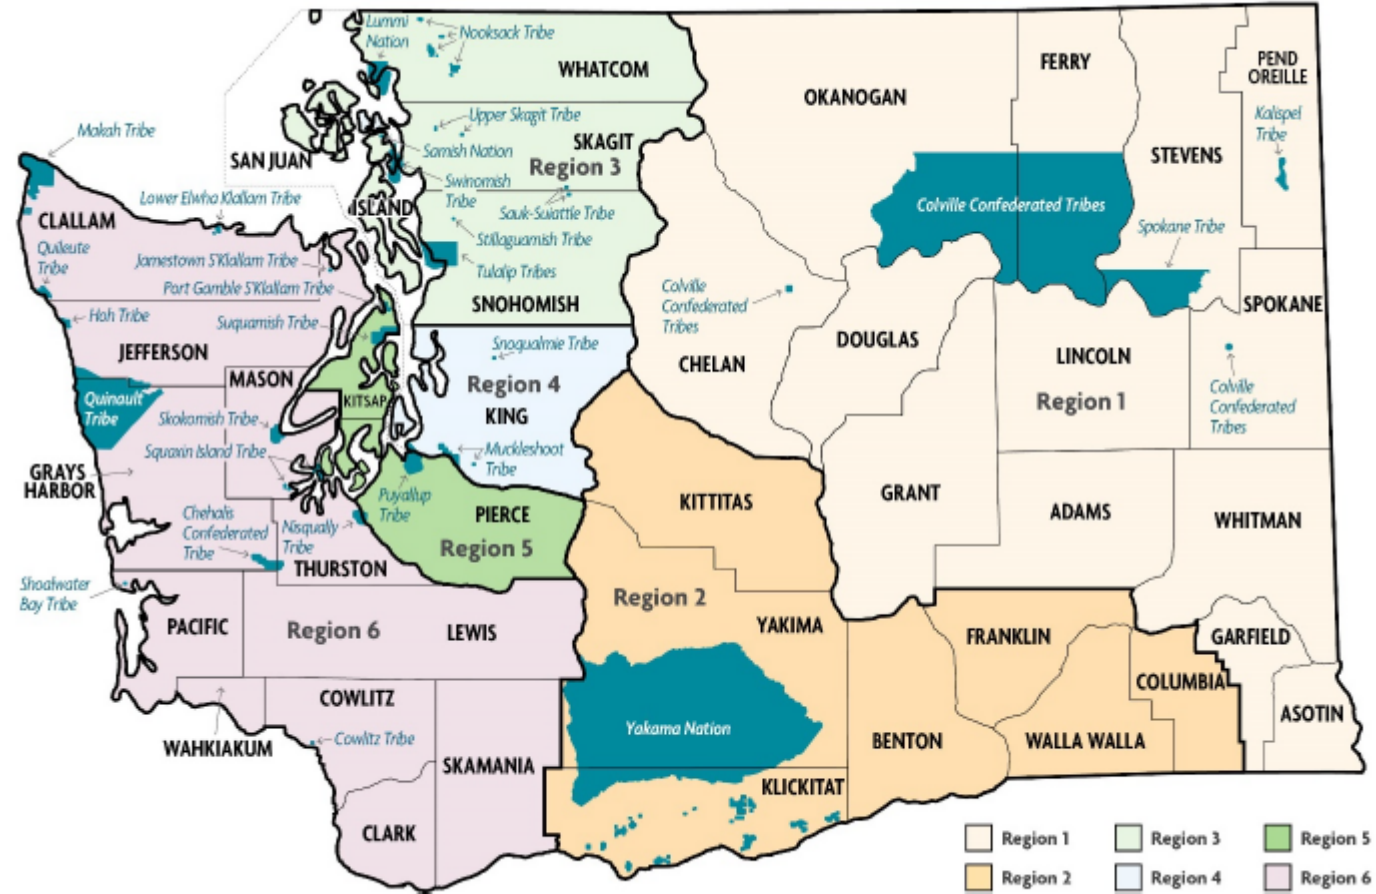 Lummi
Nation
Nooksack Tribe
WHATCOM
OKANOGAN
FERRY
PEND
OREILLE
Kalispel
Tribe
STEVENS
Makah Tribe
Upper Skagit Tribe
SKAGIT
Samish Nation
Region 3
SAN JUAN
Swinomish
Tribe
Lower Elwha Klallam Tribe
ISLAND
Sauk-Suiattle Tribe
Colville Confederated Tribes
CLALLAM
Spokane Tribe
Stillaguamish Tribe
Quileute
Tribe
Jamestown S'Klallam Tribe
Tulalip Tribes
Port Gamble S'Klallam Tribe
SNOHOMISH
Colville
Confederated
Tribes
SPOKANE
Hoh Tribe
Suquamish Tribe
JEFFERSON
Snoqualmie Tribe
DOUGLAS
LINCOLN
CHELAN
MASON
Region 4
KING
Region 1
Colville
Confederated
Tribes
Quinault
Tribe
KITSAP
Skokomish Tribe
Squaxin Island Tribe
Muckleshoot
Tribe
GRAYS
HARBOR
Puyallup
Tribe
KITTITAS
GRANT
ADAMS
WHITMAN
Chehalis
Confederated
Tribe
Nisqually
Tribe
PIERCE
Region 5
THURSTON
Shoalwater
Bay Tribe
Region 2
PACIFIC
Region 6
LEWIS
YAKIMA
FRANKLIN
GARFIELD
COLUMBIA
COWLITZ
ASOTIN
WAHKIAKUM
Cowlitz Tribe
Yakama Nation
BENTON
WALLA WALLA
SKAMANIA
KLICKITAT
CLARK
Region 1
Region 3
Region 5
Region 2
Region 4
Region 6